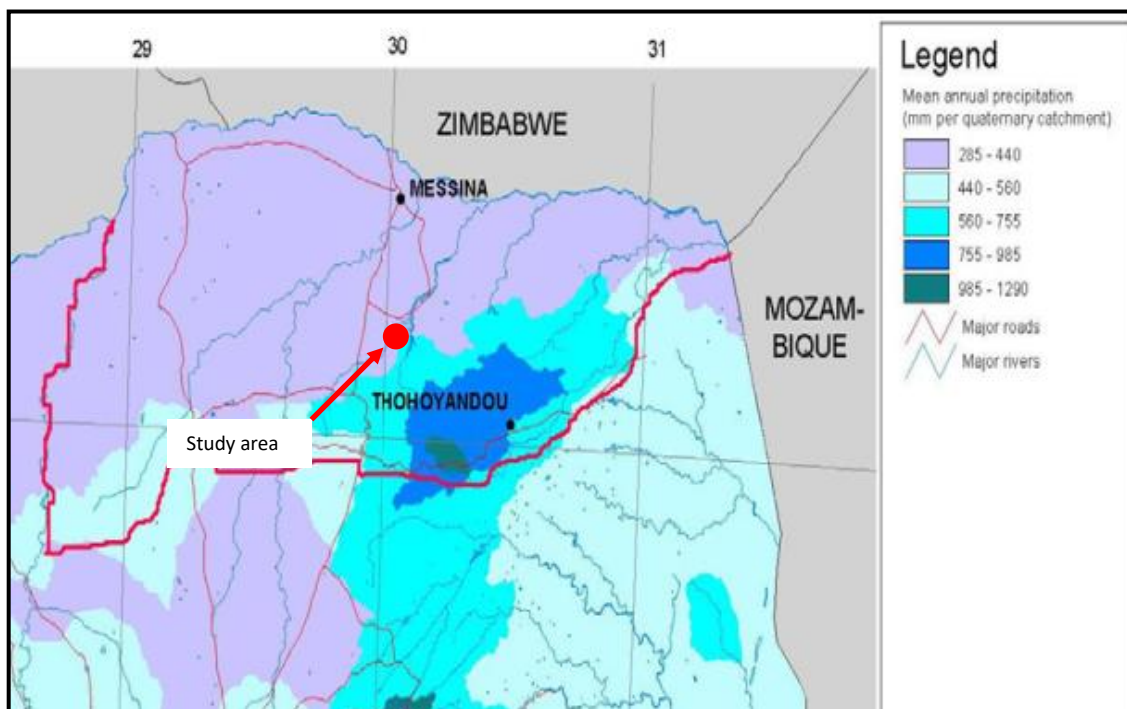 29
30
31
ZIMBABWE
MESSINA
MOZAM-
BIQUE
THOHOYANDOU
Study area
Legend
Mean annual precipitation
(mm per quaternary catchment)
285 - 440
440 - 560
560 - 755
755 - 985
985 - 1290
Major roads
Major rivers